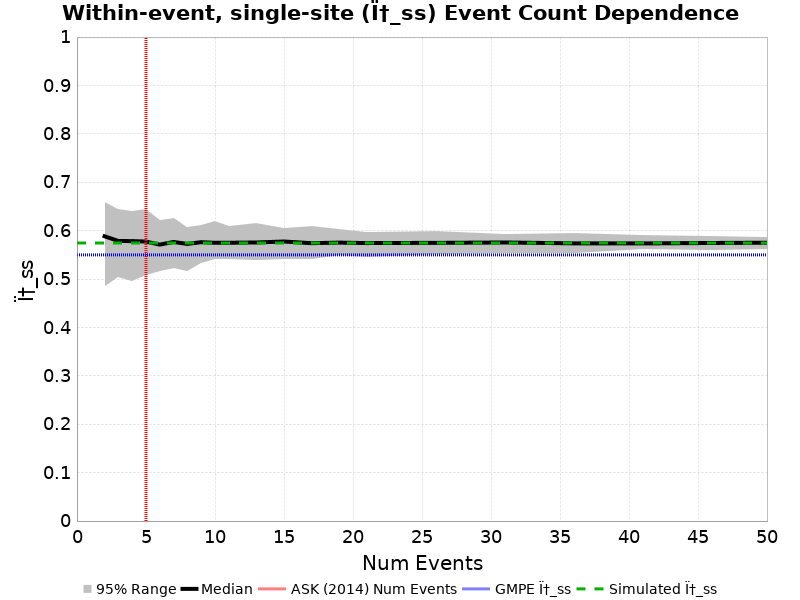 Within-event, single-site (Ï†_ss) Event Count Dependence
1
0.9
0.8
0.7
0.6
0.5
0.4
0.3
0.2
0.1
0
Ï†_ss
0 5 10 15 20 25 30 35 40 45 50
Num Events
95% Range Median ASK (2014) Num Events GMPE Ï†_ss Simulated Ï†_ss